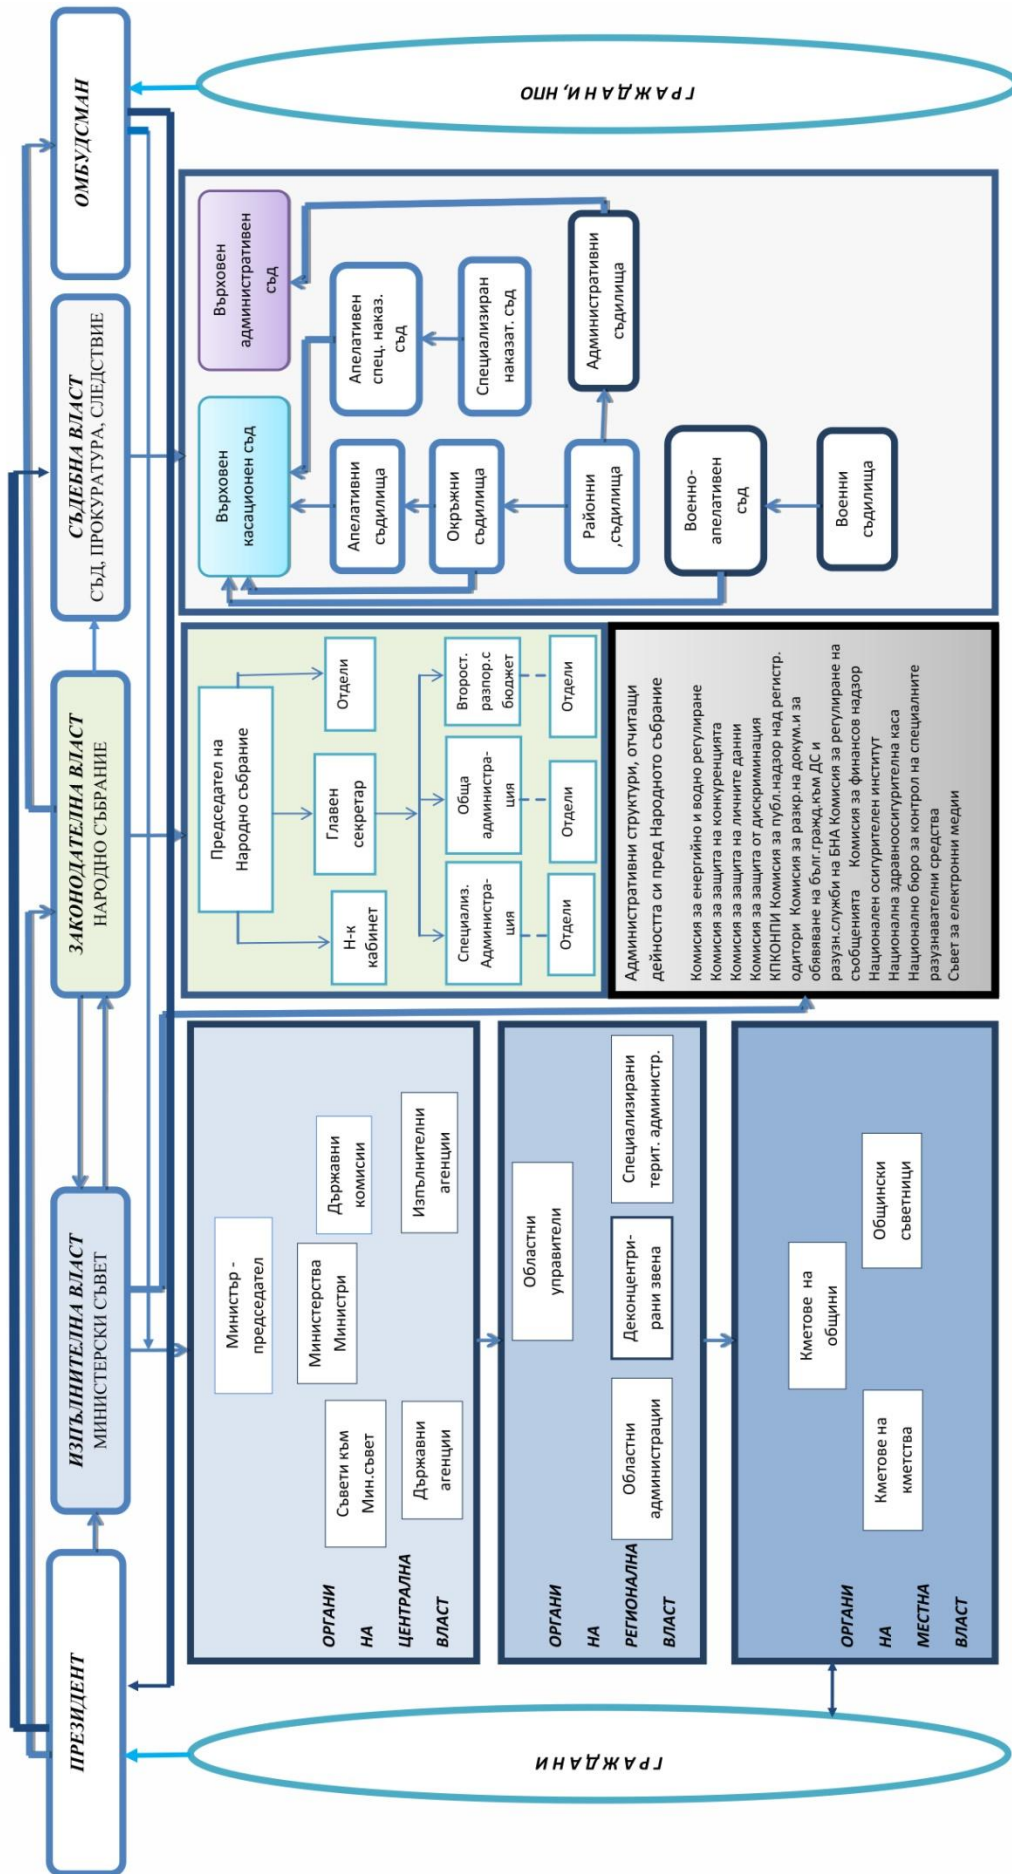 ПРЕЗИДЕНТ
ИЗПЪЛНИТЕЛНА ВЛАСТ
МИНИСТЕРСКИ СЪВЕТ
ЗАКОНОДАТЕЛНА ВЛАСТ
НАРОДНО СЪБРАНИЕ
СЪДЕБНА ВЛАСТ
СЪД, ПРОКУРАТУРА, СЛЕДСТВИЕ
ОМБУДСМАН
ГРАЖДАНИ
Министър -
председател
Министерства
Министри
Държавни
комисии
Съвети към
Мин.съвет
Държавни
агенции
Изпълнителни
агенции
ОРГАНИ
НА
ЦЕНТРАЛНА
ВЛАСТ
Областни
управители
Областни
администрации
Деконцентри-
рани звена
Специализирани
терит. администр.
ОРГАНИ
НА
РЕГИОНАЛНА
ВЛАСТ
Кметове на
общини
Кметове на
кметства
Общински
съветници
ОРГАНИ
НА
МЕСТНА
ВЛАСТ
Председател на
Народно събрание
Н-к
кабинет
Главен
секретар
Отдели
Специализ.
Администра-
ция
Обща
администра-
ция
Второст.
разпор.с
бюджет
Отдели
Отдели
Отдели
Административни структури, отчитащи
дейността си пред Народното събрание
Комисия за енергийно и водно регулиране
Комисия за защита на конкуренцията
Комисия за защита на личните данни
Комисия за защита от дискриминация
КПКОНПИ Комисия за публ.надзор над регистр.
одитори Комисия за разкр.на докум.и за
обявяване на бълг.гражд.към ДС и
разузн.служби на БНА Комисия за регулиране на
съобщенията Комисия за финансов надзор
Национален осигурителен институт
Национална здравноосигурителна каса
Национално бюро за контрол на специалните
разузнавателни средства
Съвет за електронни медии
Върховен
касационен съд
Върховен
административен
съд
Апелативни
съдилища
Апелативен
спец. наказ.
съд
Окръжни
съдилища
Специализиран
наказат. съд
Районни
,съдилища
Административни
съдилища
Военно-
апелативен
съд
Военни
съдилища
ГРАЖДАНИ, НПО